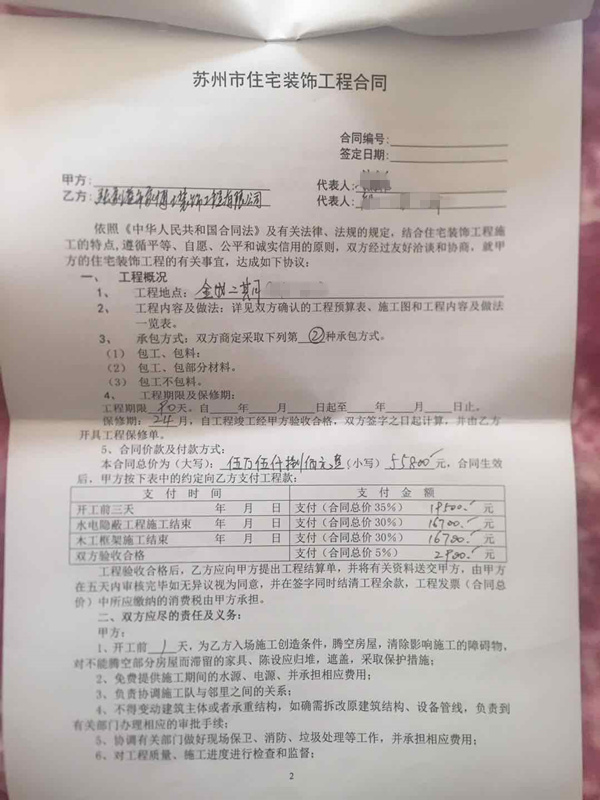 苏州市住宅装饰工程合同
合同编号:
签定日期:
甲方: 代表人:
乙方: 装饰工程有限公司 代表人:
依照《中华人民共和国合同法》及有关法律、法规的规定,结合住宅装饰工程施
工的特点,遵循平等、自愿、公平和诚实信用的原则,双方经过友好洽谈和协商,就甲
方的住宅装饰工程的有关事宜,达成如下协议:
一、 工程概况
1、 工程地点:
2、 工程内容及做法:详见双方确认的工程预算表、施工图和工程内容及做法
一览表。
3、 承包方式:双方商定采取下列第 ② 种承包方式。
(1) 包工、包料:
(2) 包工、包部分材料。
(3) 包工不包料。
4、 工程期限及保修期:
工程期限 天。自 年 月 日起至 年 月 日止。
保修期:24月,自工程竣工经甲方验收合格,双方签字之日起计算,并由乙方
开具工程保修单。
5、合同价款及付款方式:
本合同总价为(大写):伍万伍仟捌佰元整(小写)55800元,合同生效
后,甲方按下表中的约定向乙方支付工程款:
支 付 时 间 支 付 金 额
开工前三天 年 月 日 支付(合同总价35%) 19500 元
水电隐蔽工程施工结束 年 月 日 支付(合同总价30%) 16700 元
木工框架施工结束 年 月 日 支付(合同总价30%) 16700 元
双方验收合格 支付(合同总价5%) 2900 元
工程验收合格后,乙方应向甲方提出工程结算单,并将有关资料送交甲方,由甲方
在五天内审核完毕如无异议视为同意,并在签字同时结清工程余款,工程发票(合同总
价)中所应缴纳的消费税由甲方承担。
二、双方应尽的责任及义务:
甲方:
1、开工前 1 天,为乙方入场施工创造条件,腾空房屋,清除影响施工的障碍物,
对不能腾空部分房屋而滞留的家具、陈设应归堆,遮盖,采取保护措施;
2、免费提供施工期间的水源、电源、并承担相应费用;
3、负责协调施工队与邻里之间的关系;
4、不得变动建筑主体或者承重结构,如确需拆改原建筑结构、设备管线,负责到
有关部门办理相应的审批手续;
5、协调有关部门做好现场保卫、消防、垃圾处理等工作,并承担相应费用;
6、对工程质量、施工进度进行检查和监督;
2